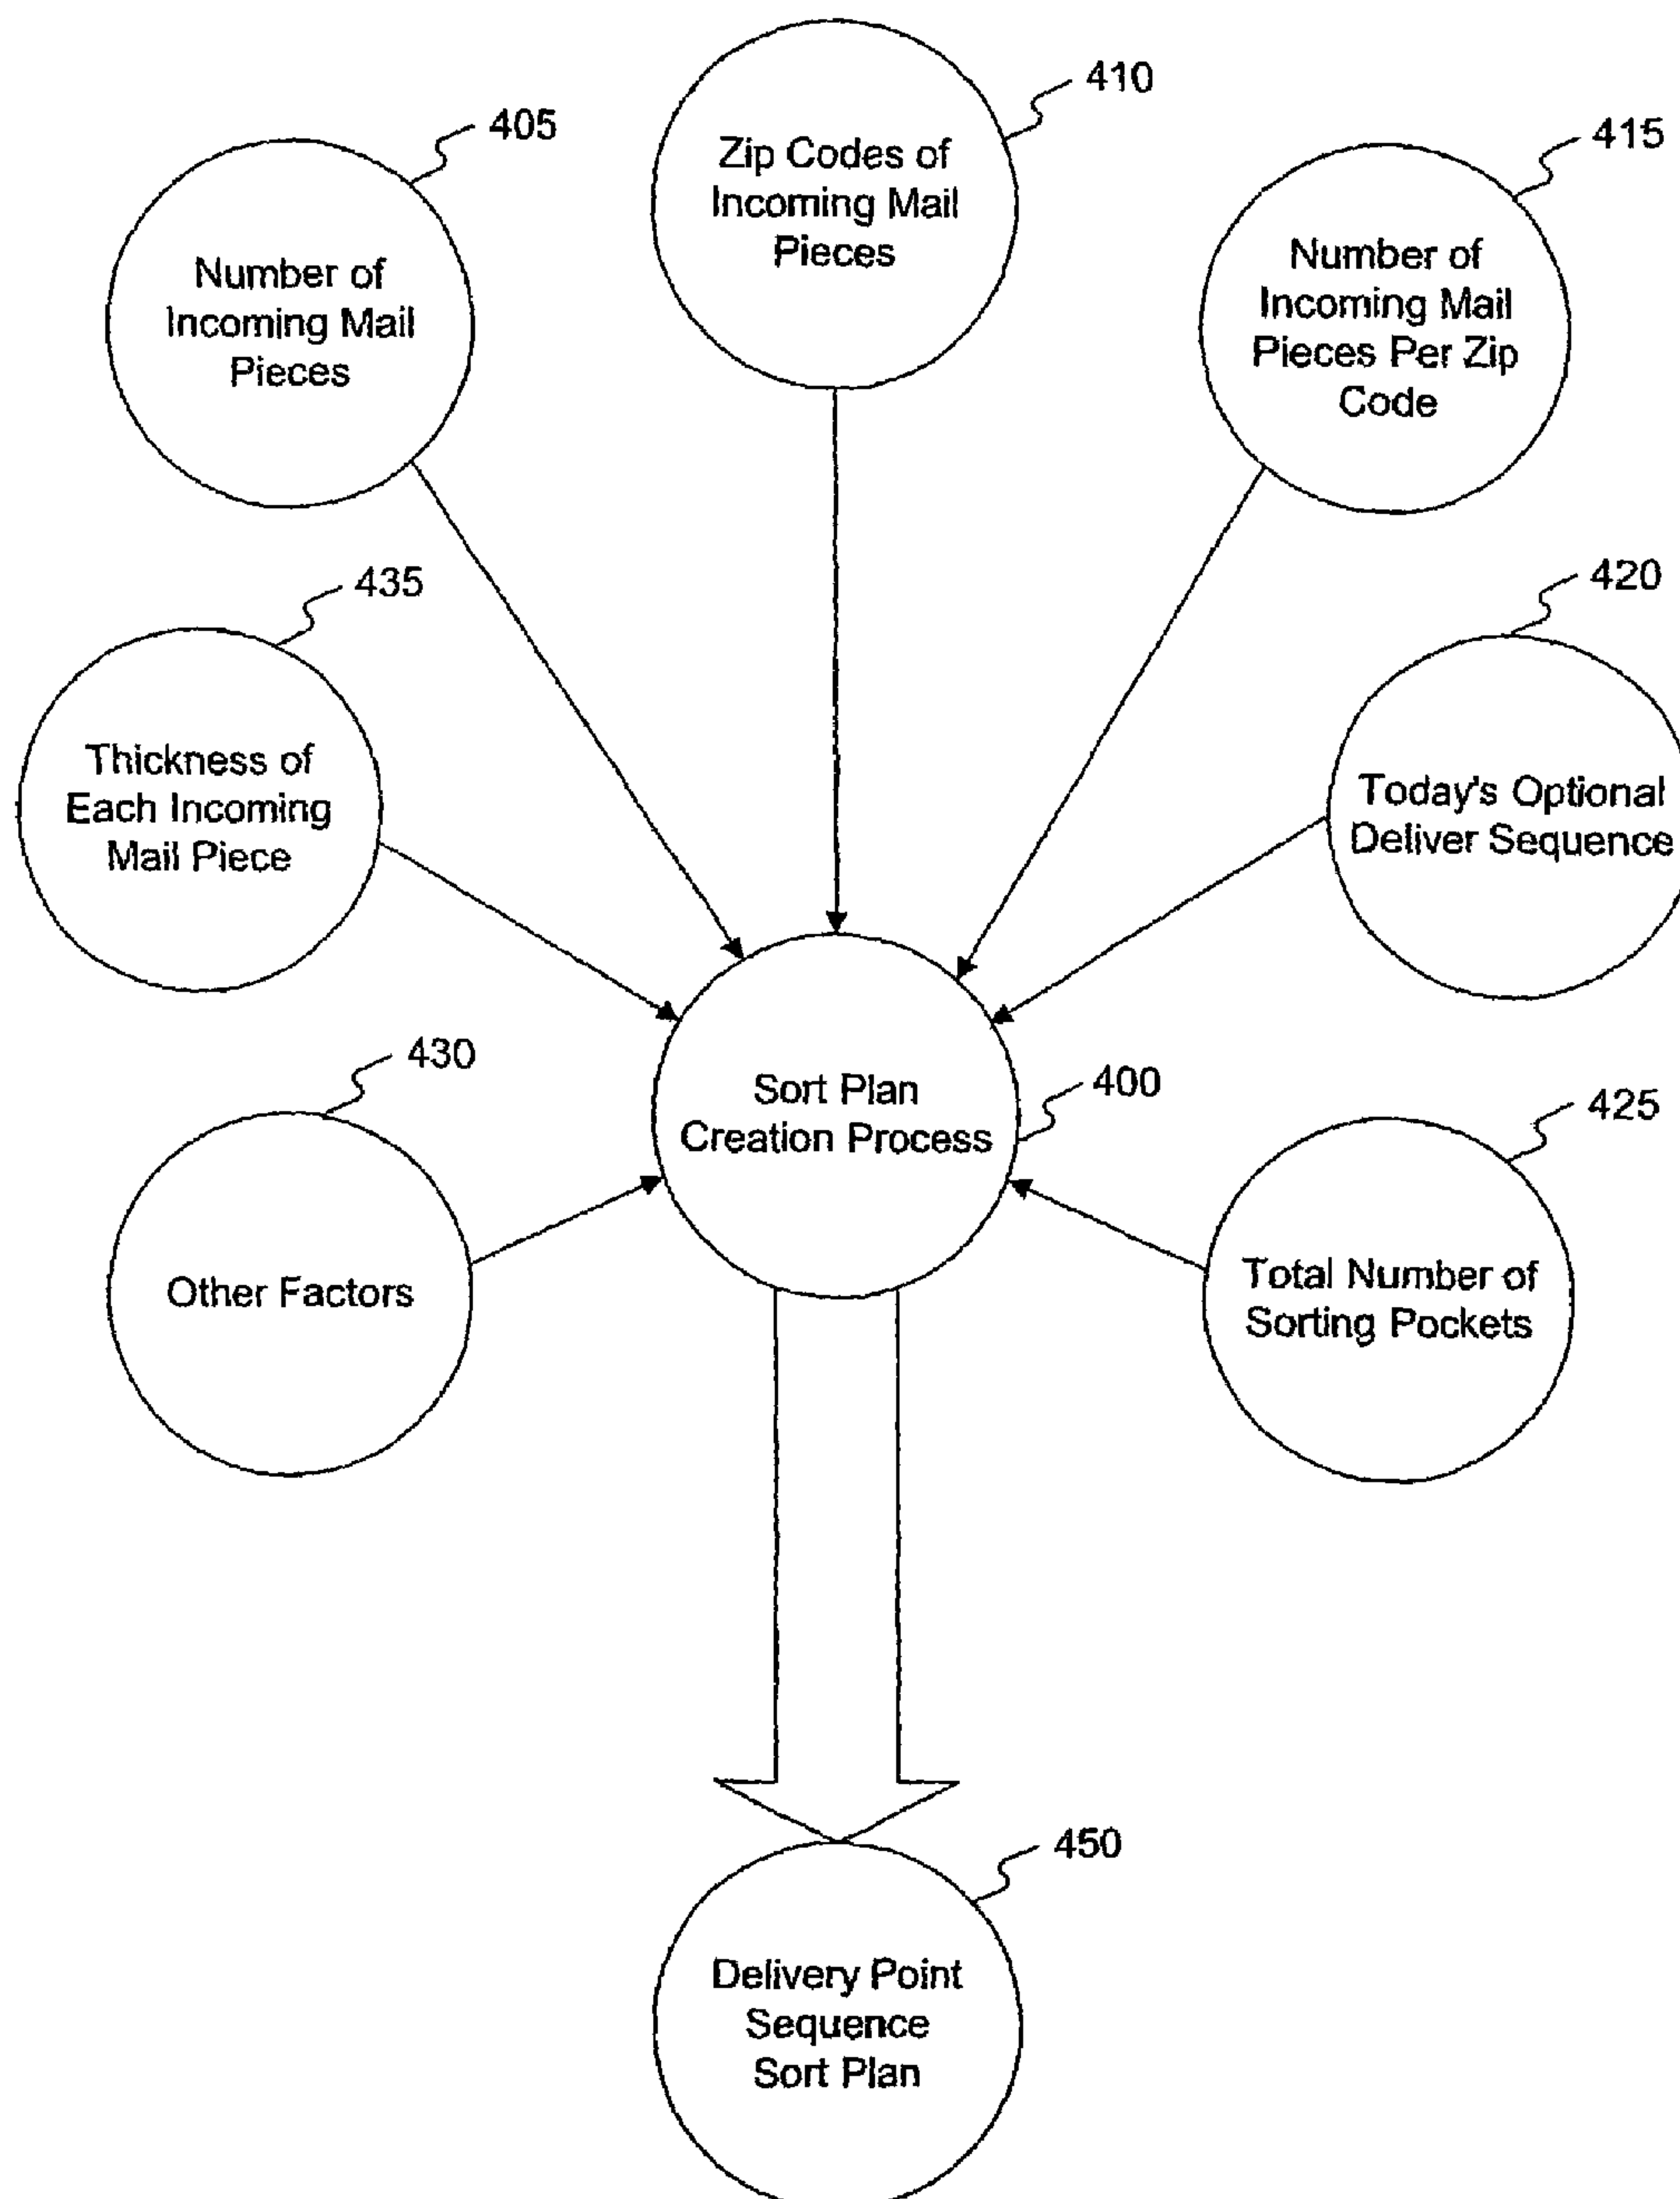 410
Zip Codes of
Incoming Mail
Pieces
405
Number of
Incoming Mail
Pieces
415
Number of
Incoming Mail
Pieces Per Zip
Code
435
Thickness of
Each Incoming
Mail Piece
420
Today's Optional
Deliver Sequence
430
Other Factors
400
Sort Plan
Creation Process
425
Total Number of
Sorting Pockets
450
Delivery Point
Sequence
Sort Plan